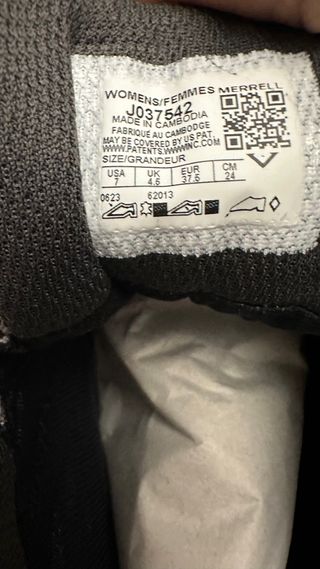 WOMENS/FEMMES MERRELL
J037542
MADE IN CAMBODIA
FABRIQUÉ AU CAMBODGE
MAY BE COVERED BY US PAT.
WWW.PATENTS.WWWINC.COM
SIZE/GRANDEUR
USA UK EUR CM
7 4.5 37.5 24
0623 62013